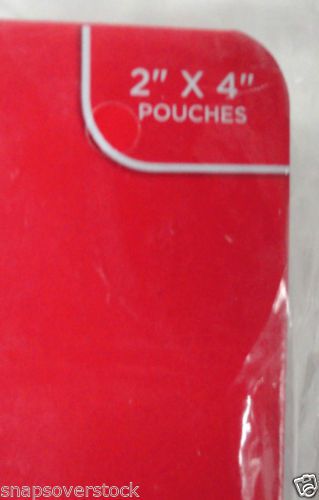 2" X 4"
POUCHES
snapsoverstock